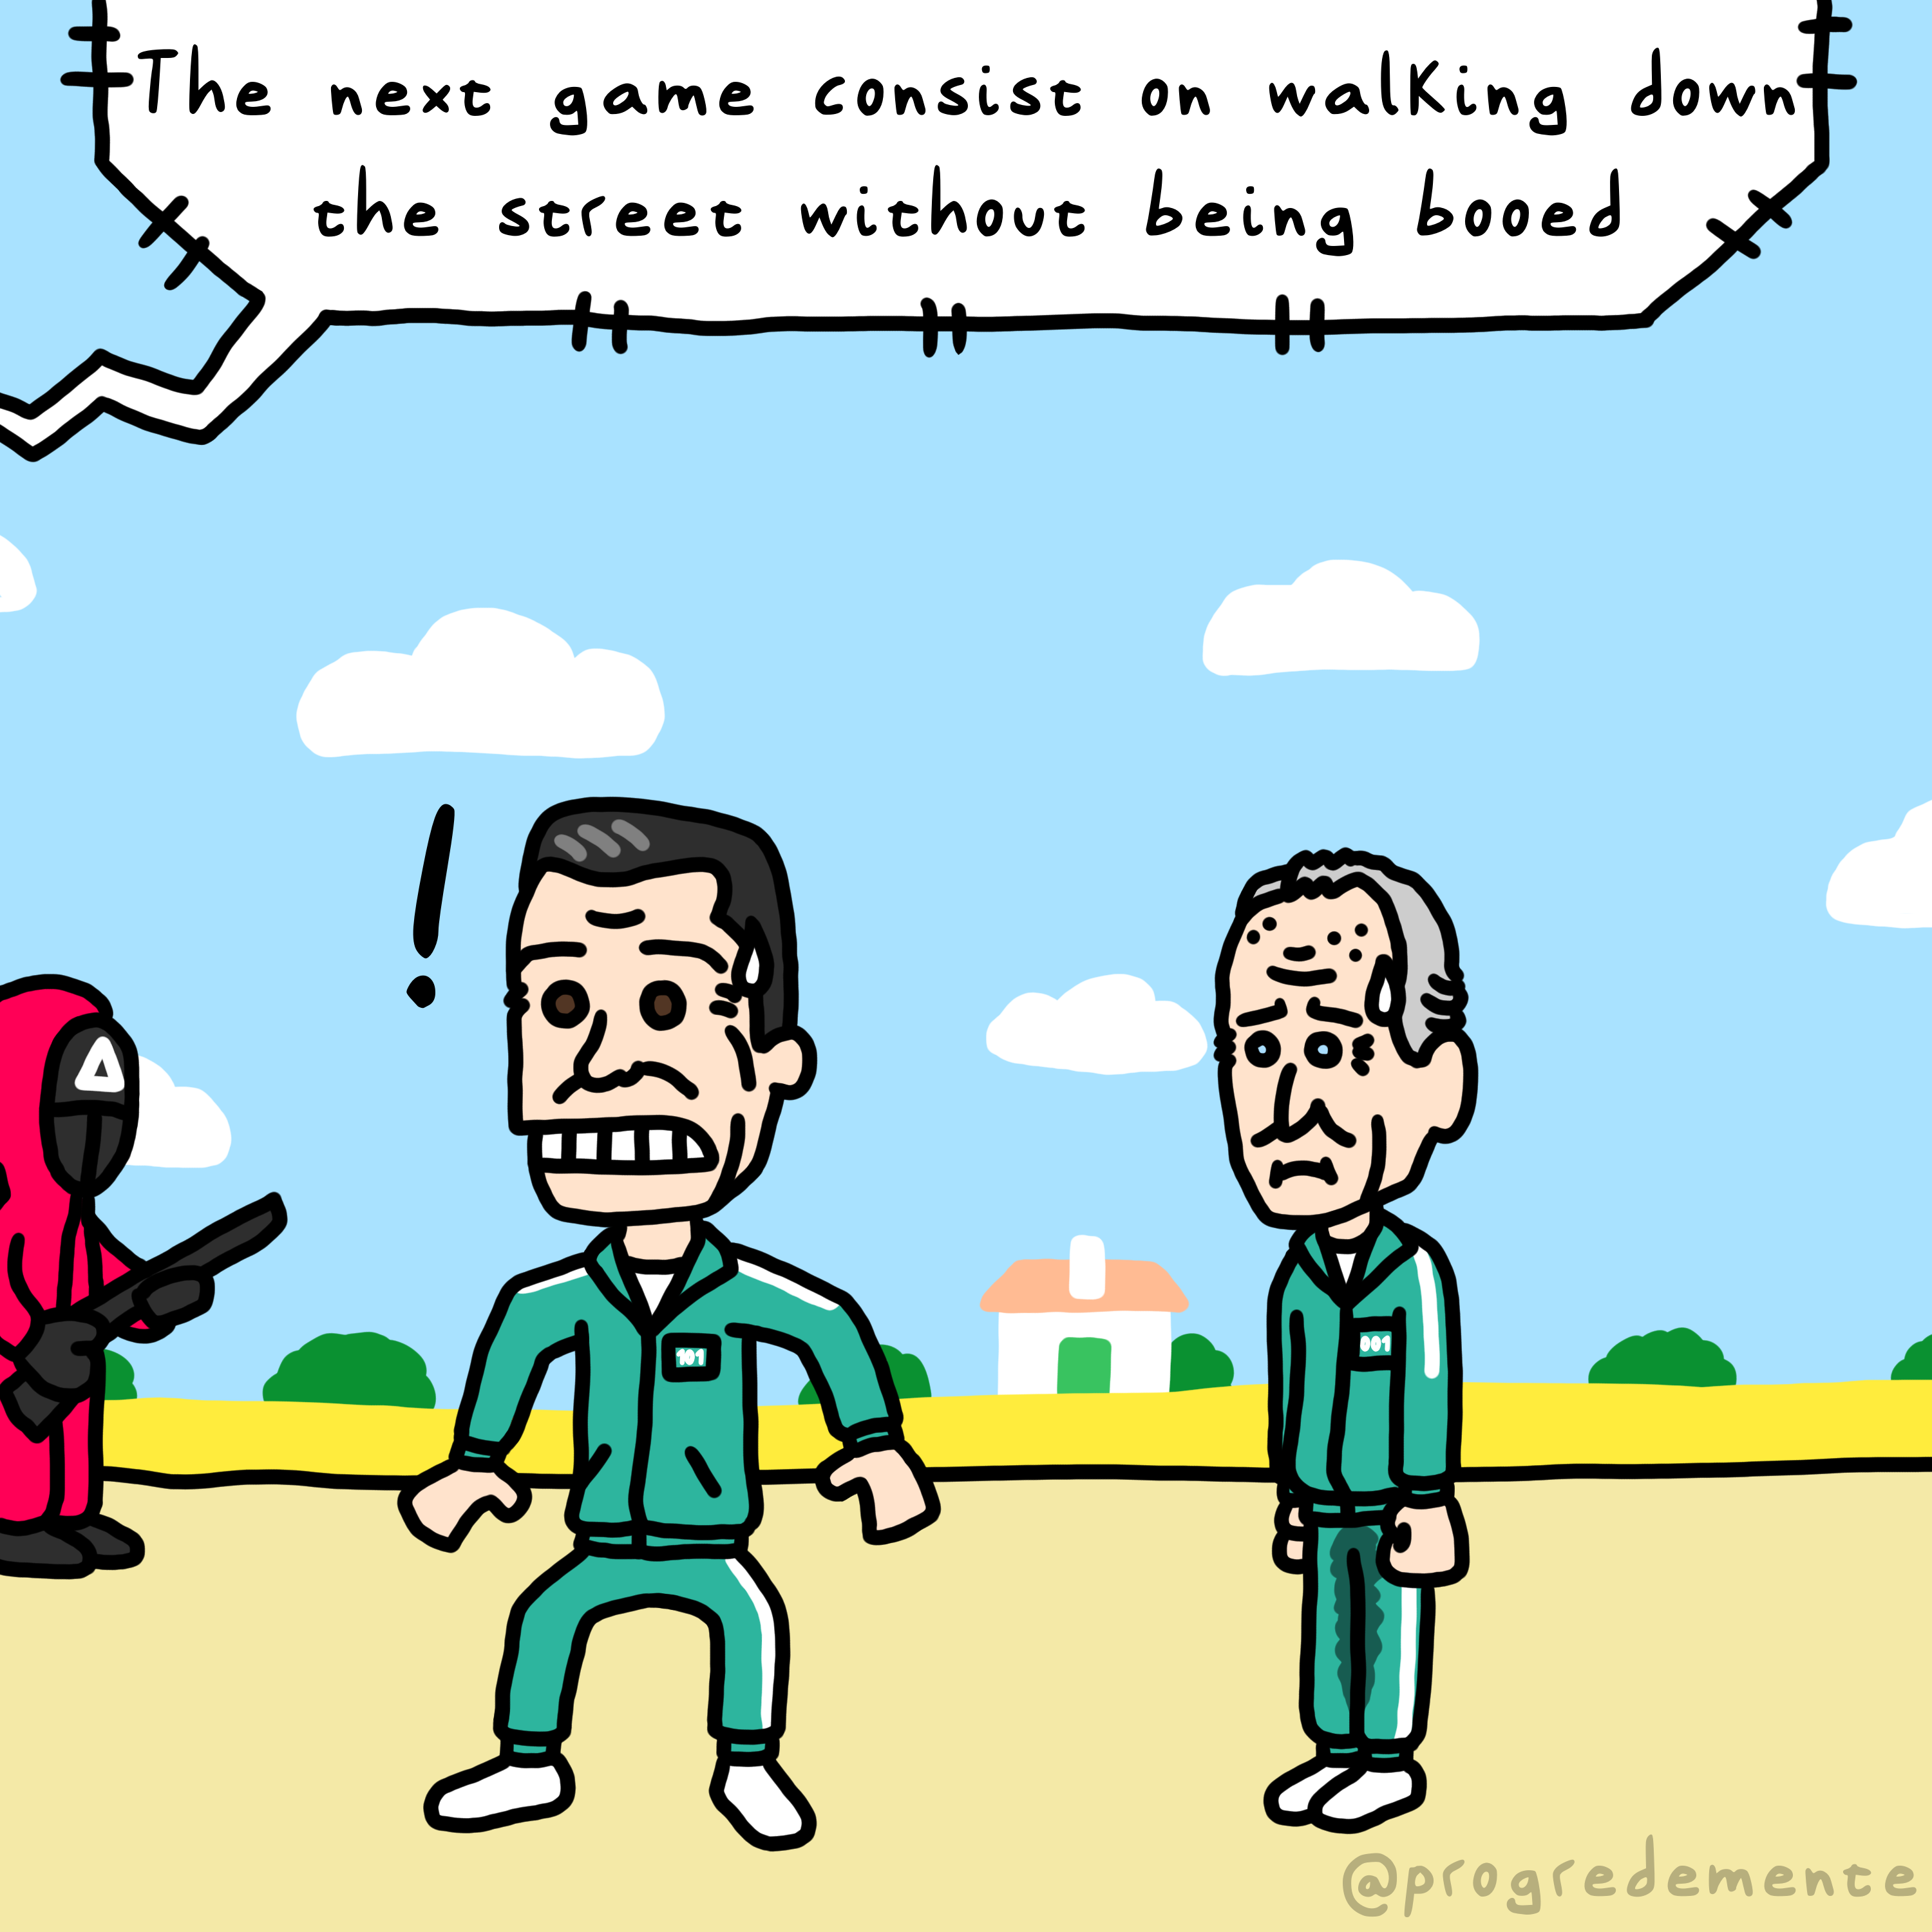 The next game consist on walking down
the street without being booed
101
001
@progredemente